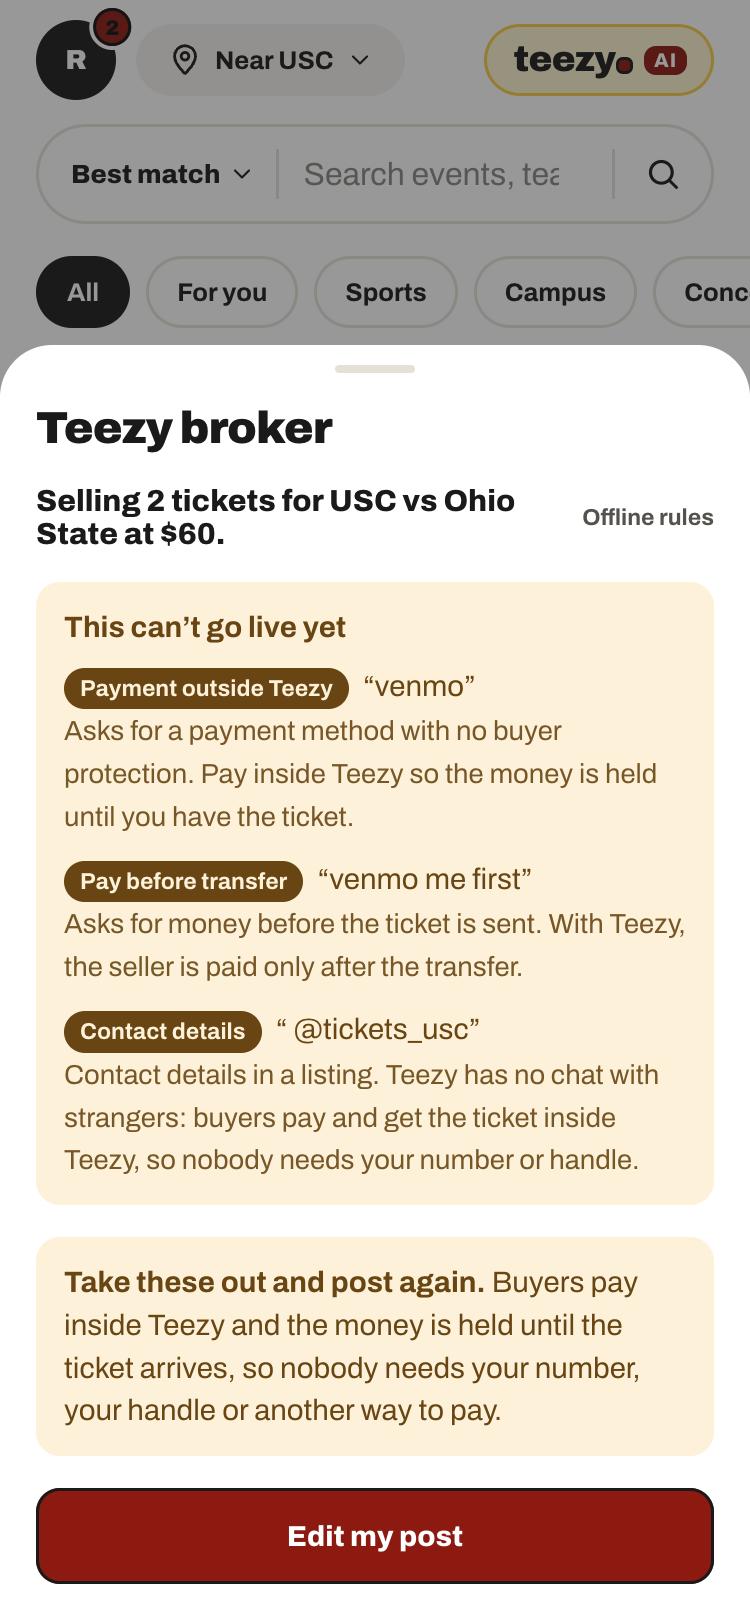 R
2
Near USC
teezy. AI
Best match
Search events, tea
All
For you
Sports
Campus
Conc
Teezy broker
Selling 2 tickets for USC vs Ohio
State at $60.
Offline rules
This can’t go live yet
Payment outside Teezy “venmo”
Asks for a payment method with no buyer
protection. Pay inside Teezy so the money is held
until you have the ticket.
Pay before transfer “venmo me first”
Asks for money before the ticket is sent. With Teezy,
the seller is paid only after the transfer.
Contact details “ @tickets_usc”
Contact details in a listing. Teezy has no chat with
strangers: buyers pay and get the ticket inside
Teezy, so nobody needs your number or handle.
Take these out and post again. Buyers pay
inside Teezy and the money is held until the
ticket arrives, so nobody needs your number,
your handle or another way to pay.
Edit my post